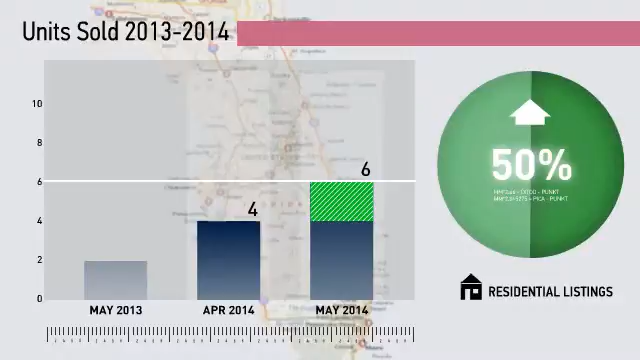 Units Sold 2013-2014
10
8
6
4
2
0
4
6
MAY 2013
APR 2014
MAY 2014
50%
RESIDENTIAL LISTINGS